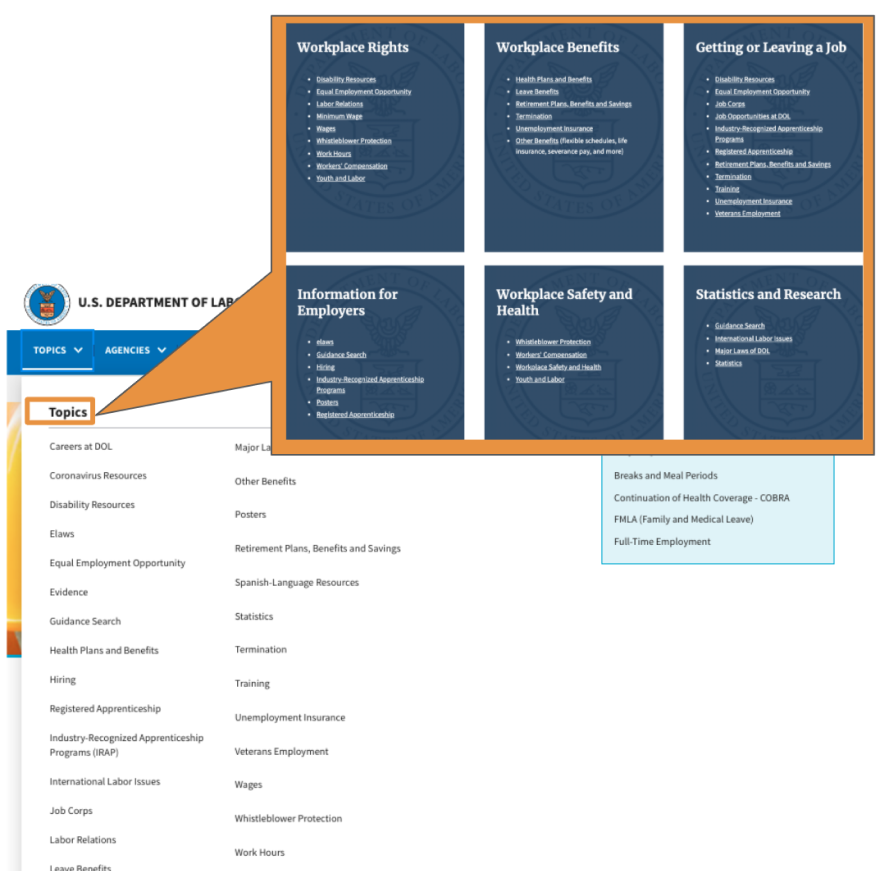 Workplace Rights
Disability Resources
Equal Employment Opportunity
Labor Relations
Minimum Wage
Wages
Whistleblower Protection
Work Hours
Workers' Compensation
Youth and Labor
Workplace Benefits
Health Plans and Benefits
Leave Benefits
Retirement Plans, Benefits and Savings
Termination
Unemployment Insurance
Other Benefits (flexible schedules, life
insurance, severance pay, and more)
Getting or Leaving a Job
Disability Resources
Equal Employment Opportunity
Job Corps
Job Opportunities at DOL
Industry-Recognized Apprenticeship
Programs
Registered Apprenticeship
Retirement Plans, Benefits and Savings
Termination
Training
Unemployment Insurance
Veterans Employment
Information for
Employers
elaws
Guidance Search
Hiring
Industry-Recognized Apprenticeship
Programs
Posters
Registered Apprenticeship
Workplace Safety and
Health
Whistleblower Protection
Workers' Compensation
Workplace Safety and Health
Youth and Labor
Statistics and Research
Guidance Search
International Labor Issues
Major Laws of DOL
Statistics
U.S. DEPARTMENT OF LAB
TOPICS AGENCIES
Topics
Careers at DOL
Coronavirus Resources
Disability Resources
Elaws
Equal Employment Opportunity
Evidence
Guidance Search
Health Plans and Benefits
Hiring
Registered Apprenticeship
Industry-Recognized Apprenticeship
Programs (IRAP)
International Labor Issues
Job Corps
Labor Relations
Leave Benefits
Major La
Other Benefits
Posters
Retirement Plans, Benefits and Savings
Spanish-Language Resources
Statistics
Termination
Training
Unemployment Insurance
Veterans Employment
Wages
Whistleblower Protection
Work Hours
Breaks and Meal Periods
Continuation of Health Coverage - COBRA
FMLA (Family and Medical Leave)
Full-Time Employment